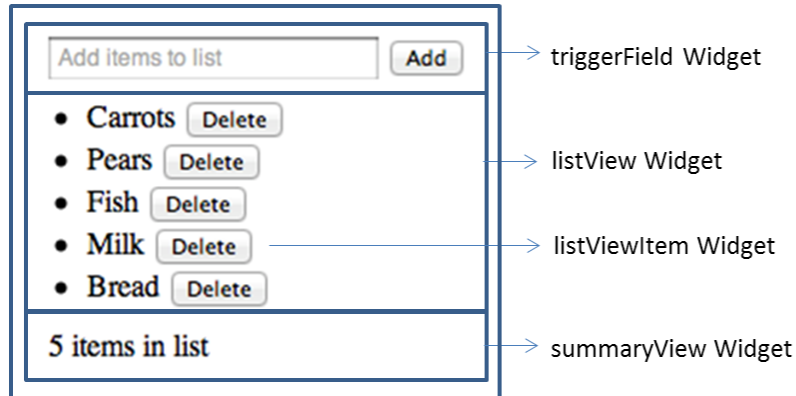 Add items to list Add triggerField Widget
Carrots Delete
Pears Delete listView Widget
Fish Delete
Milk Delete listViewItem Widget
Bread Delete
5 items in list summaryView Widget